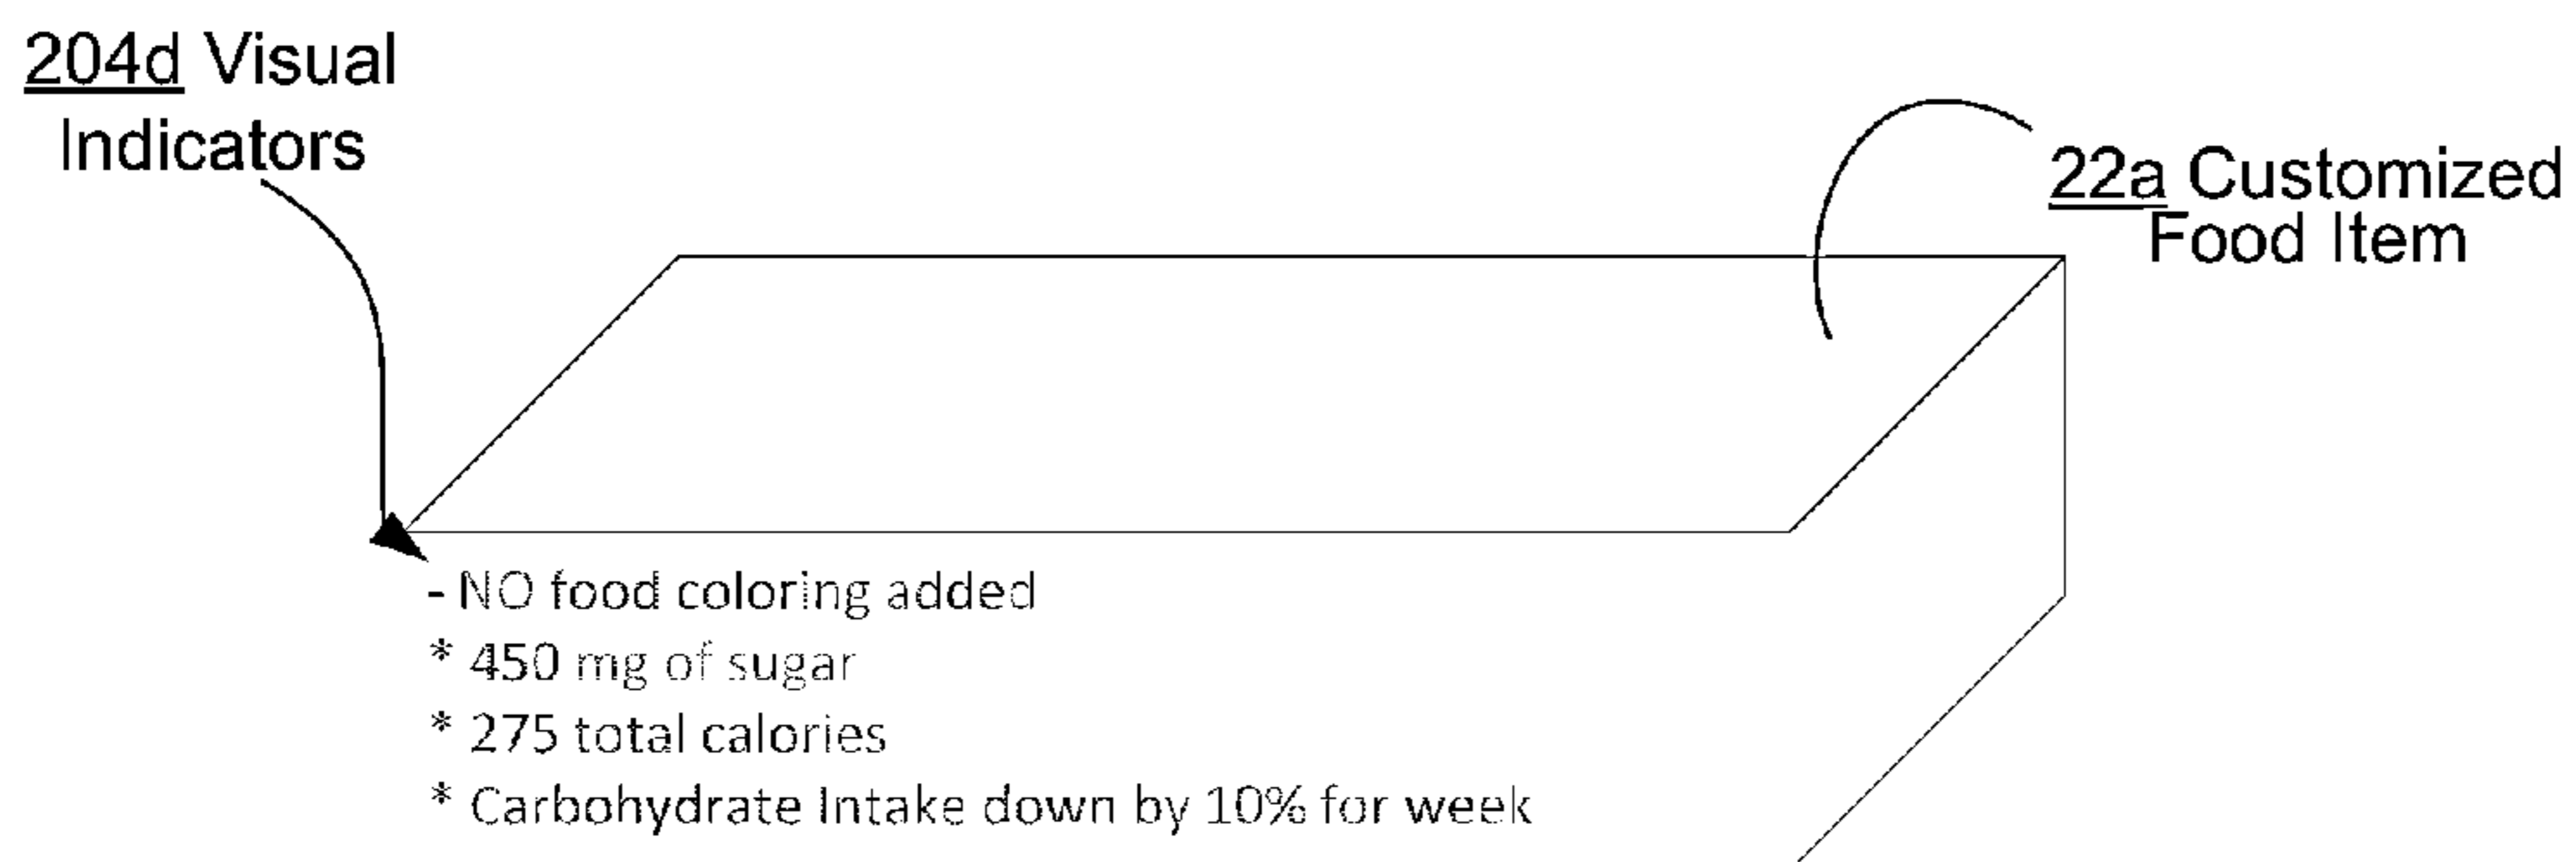 204d Visual
Indicators
22a Customized
Food Item
- NO food coloring added
* 450 mg of sugar
* 275 total calories
* Carbohydrate Intake down by 10% for week